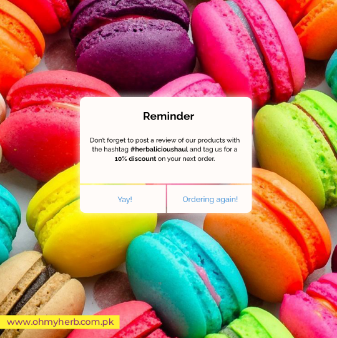 Reminder
Don't forget to post a review of our products with
the hashtag #herbalicioushaul and tag us for a
10% discount on your next order.
Yay!
Ordering again!
www.ohmyherb.com.pk